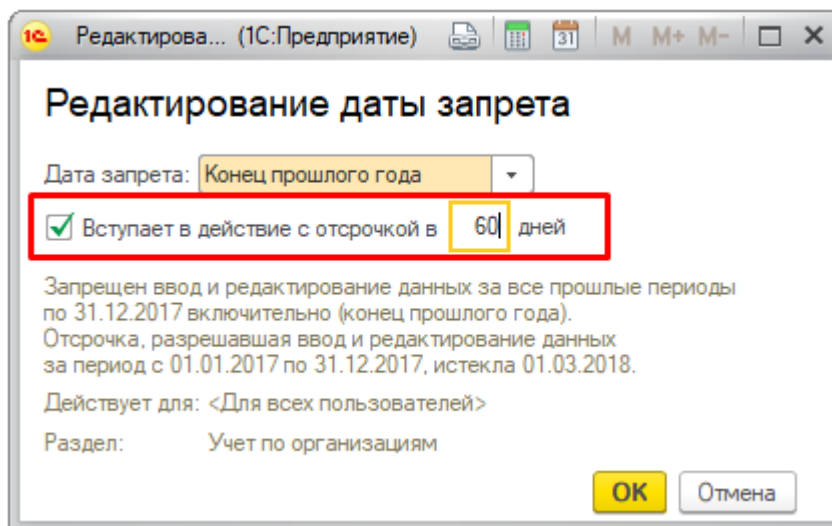 1С Редактирова... (1С:Предприятие) 31 M M+ M-
Редактирование даты запрета
Дата запрета: Конец прошлого года
Вступает в действие с отсрочкой в 60 дней
Запрещен ввод и редактирование данных за все прошлые периоды
по 31.12.2017 включительно (конец прошлого года).
Отсрочка, разрешавшая ввод и редактирование данных
за период с 01.01.2017 по 31.12.2017, истекла 01.03.2018.
Действует для: <Для всех пользователей>
Раздел: Учет по организациям
ОК Отмена